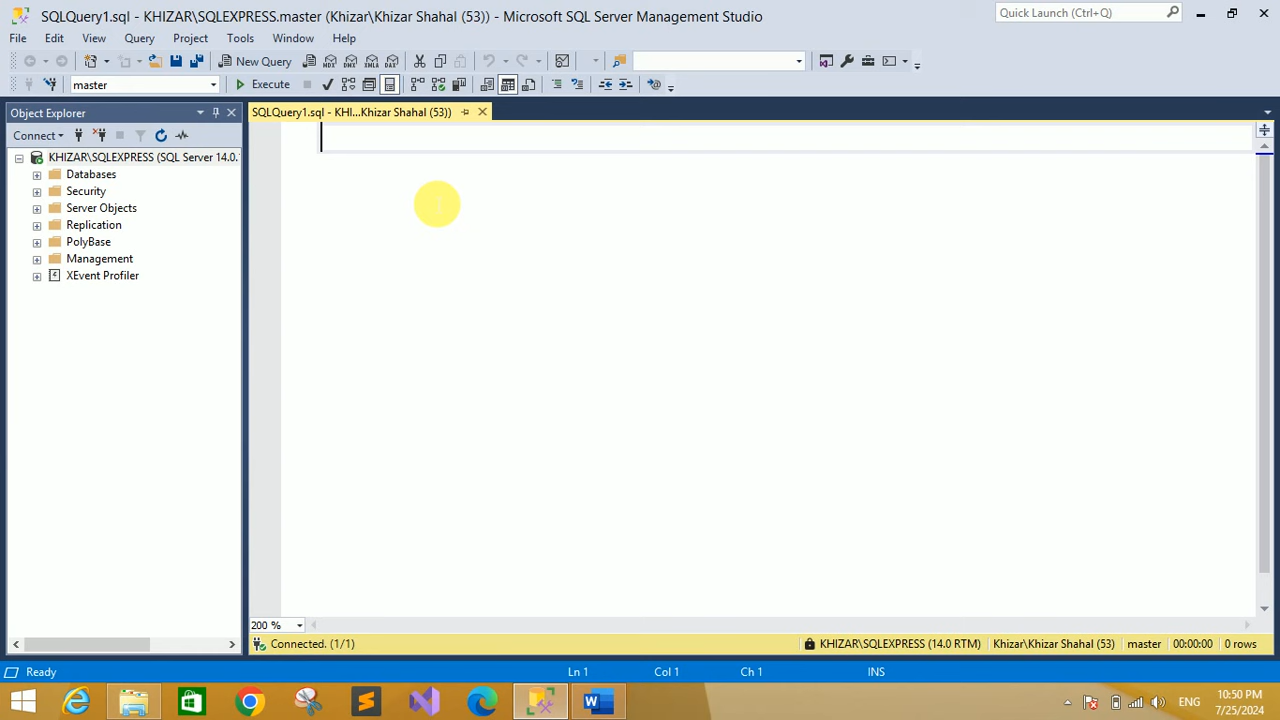 SQLQuery1.sql - KHIZAR\SQLEXPRESS.master (Khizar\Khizar Shahal (53)) - Microsoft SQL Server Management Studio
Quick Launch (Ctrl+Q)
File Edit View Query Project Tools Window Help
New Query
master Execute
Object Explorer
SQLQuery1.sql - KHI...Khizar Shahal (53))
Connect
KHIZAR\SQLEXPRESS (SQL Server 14.0.
Databases
Security
Server Objects
Replication
PolyBase
Management
XEvent Profiler
200 %
Connected. (1/1) KHIZAR\SQLEXPRESS (14.0 RTM) Khizar\Khizar Shahal (53) master 00:00:00 0 rows
Ready Ln 1 Col 1 Ch 1 INS
ENG
10:50 PM
7/25/2024